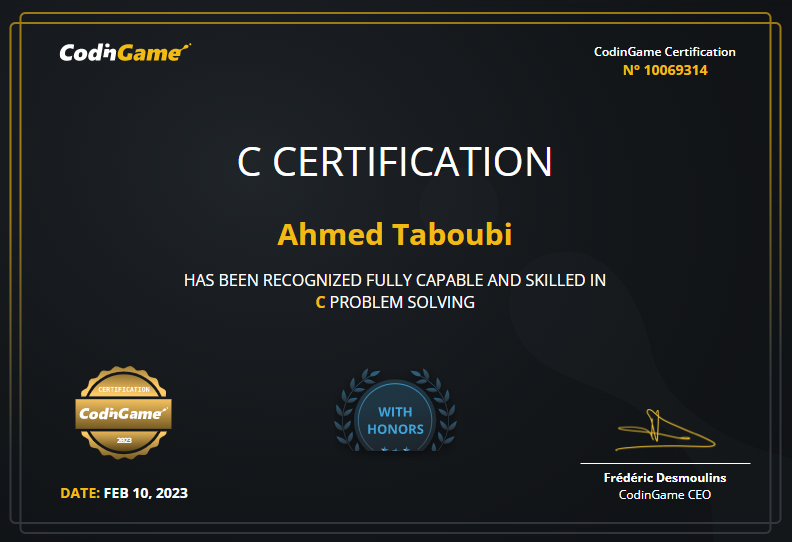 CodinGame
CodinGame Certification
N° 10069314
C CERTIFICATION
Ahmed Taboubi
HAS BEEN RECOGNIZED FULLY CAPABLE AND SKILLED IN
C PROBLEM SOLVING
CERTIFICATION
CodinGame
2023
WITH
HONORS
DATE: FEB 10, 2023
Frédéric Desmoulins
CodinGame CEO